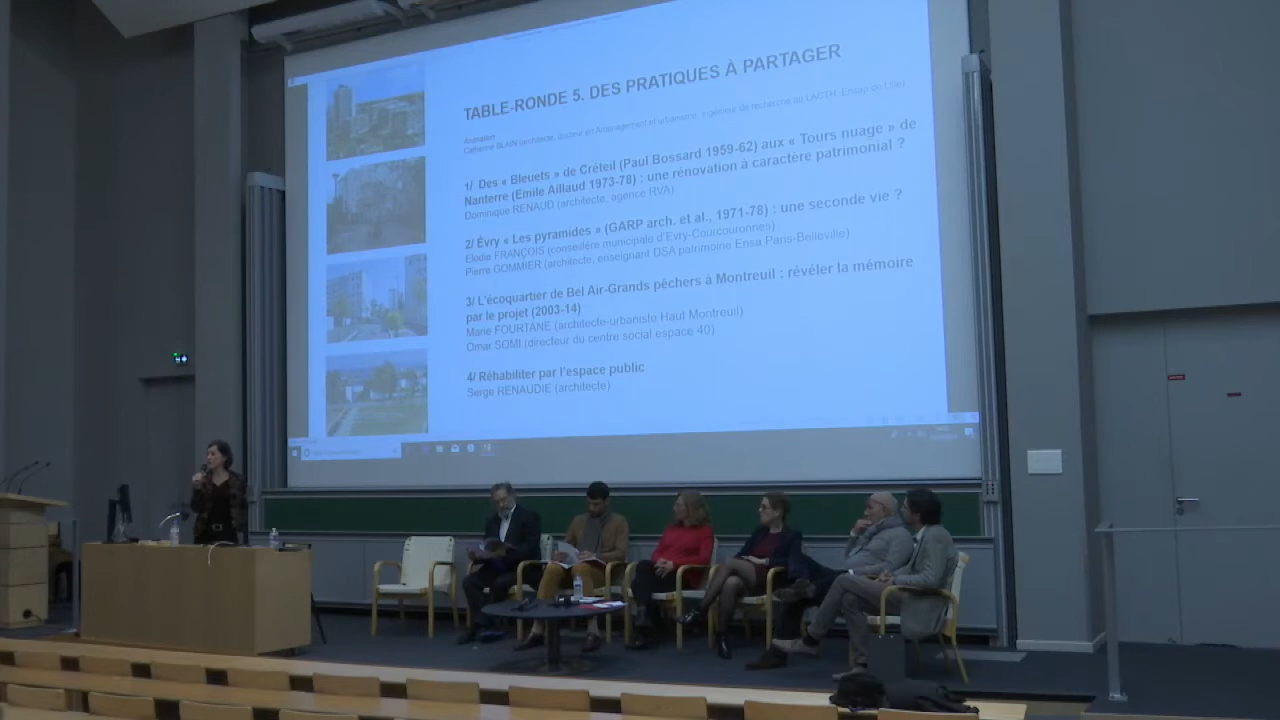 TABLE-RONDE 5. DES PRATIQUES À PARTAGER
Animation
Catherine BLAIN (architecte, docteur en Aménagement et urbanisme, ingénieur de recherche au LACTH, Ensap de Lille)
1/ Des « Bleuets » de Créteil (Paul Bossard 1959-62) aux « Tours nuage » de
Nanterre (Emile Aillaud 1973-78) : une rénovation à caractère patrimonial ?
Dominique RENAUD (architecte, agence RVA)
2/ Évry « Les pyramides » (GARP arch. et al., 1971-78) : une seconde vie ?
Elodie FRANÇOIS (conseillère municipale d'Evry-Courcouronnes)
Pierre GOMMIER (architecte, enseignant DSA patrimoine Ensa Paris-Belleville)
3/ L'écoquartier de Bel Air-Grands pêchers à Montreuil : révéler la mémoire
par le projet (2003-14)
Marie FOURTANE (architecte-urbaniste Haut Montreuil)
Omar SOMI (directeur du centre social espace 40)
4/ Réhabiliter par l'espace public
Serge RENAUDIE (architecte)